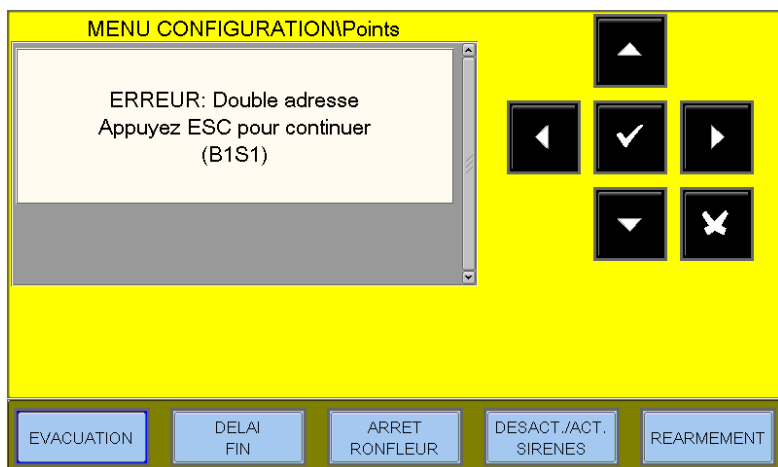 MENU CONFIGURATION\Points
ERREUR: Double adresse
Appuyez ESC pour continuer
(B1S1)
EVACUATION
DELAI
FIN
ARRET
RONFLEUR
DESACT./ACT.
SIRENES
REARMEMENT